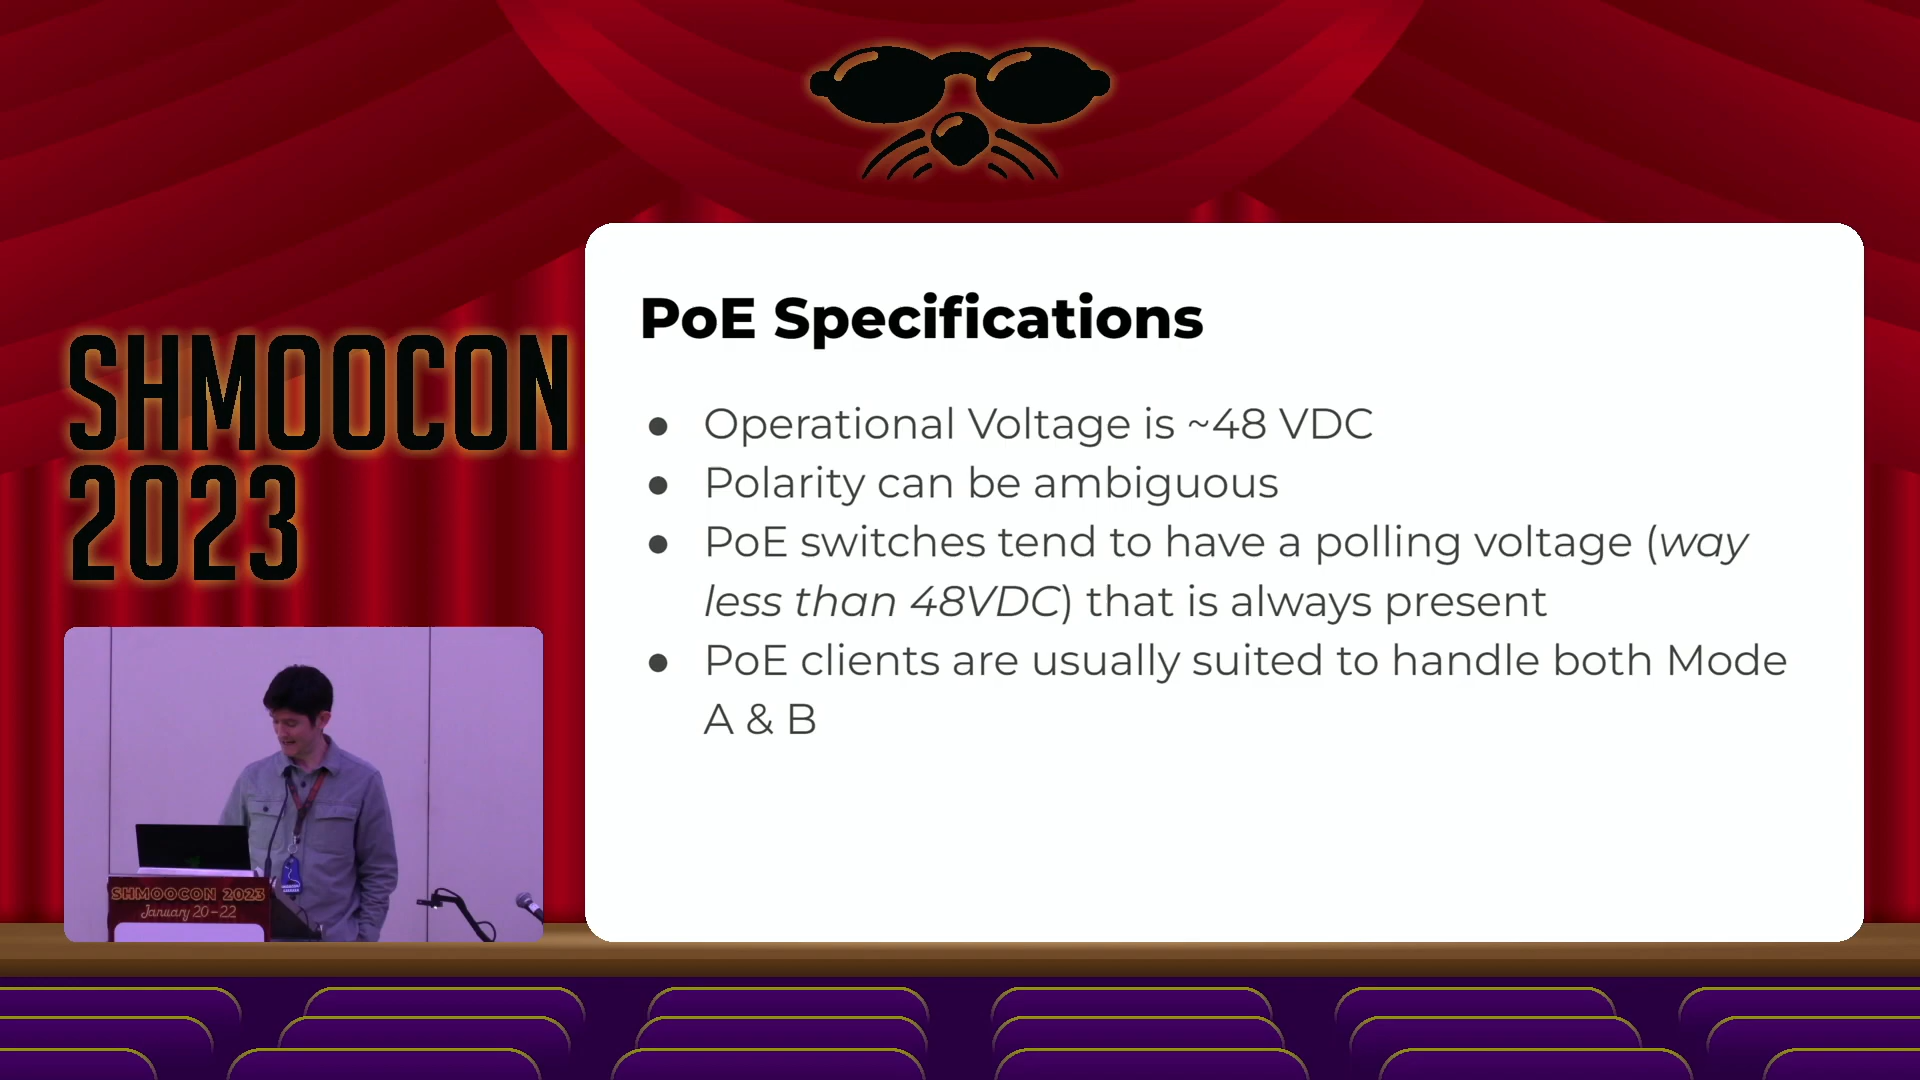 SHMOOCON
2023
PoE Specifications
● Operational Voltage is ~48 VDC
● Polarity can be ambiguous
● PoE switches tend to have a polling voltage (way
less than 48VDC) that is always present
● PoE clients are usually suited to handle both Mode
A & B
SHMOOCON 2023
January 20-22